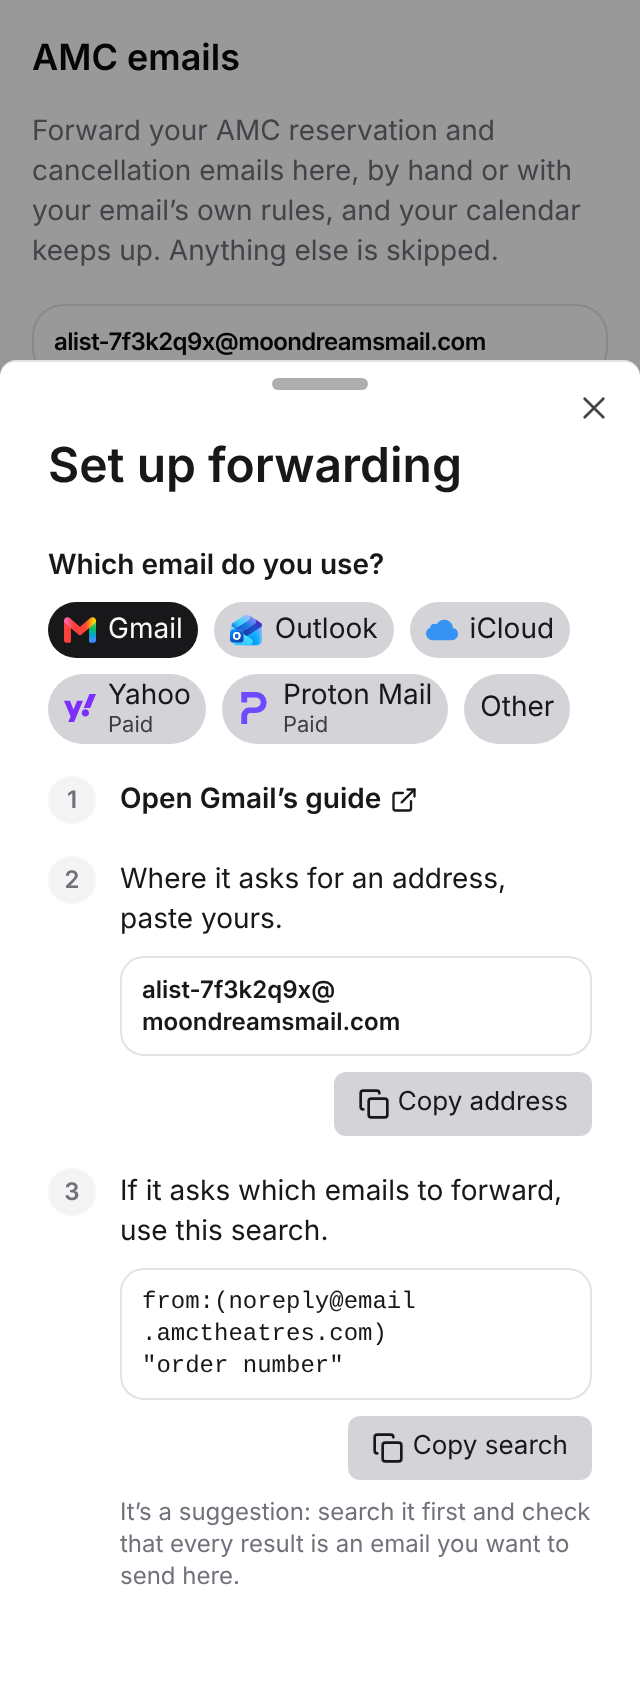 AMC emails
Forward your AMC reservation and
cancellation emails here, by hand or with
your email’s own rules, and your calendar
keeps up. Anything else is skipped.
alist-7f3k2q9x@moondreamsmail.com
Set up forwarding
Which email do you use?
Gmail
Outlook
iCloud
Yahoo
Paid
Proton Mail
Paid
Other
1
Open Gmail’s guide
2
Where it asks for an address,
paste yours.
alist-7f3k2q9x@
moondreamsmail.com
Copy address
3
If it asks which emails to forward,
use this search.
from:(noreply@email
.amctheatres.com)
"order number"
Copy search
It’s a suggestion: search it first and check
that every result is an email you want to
send here.